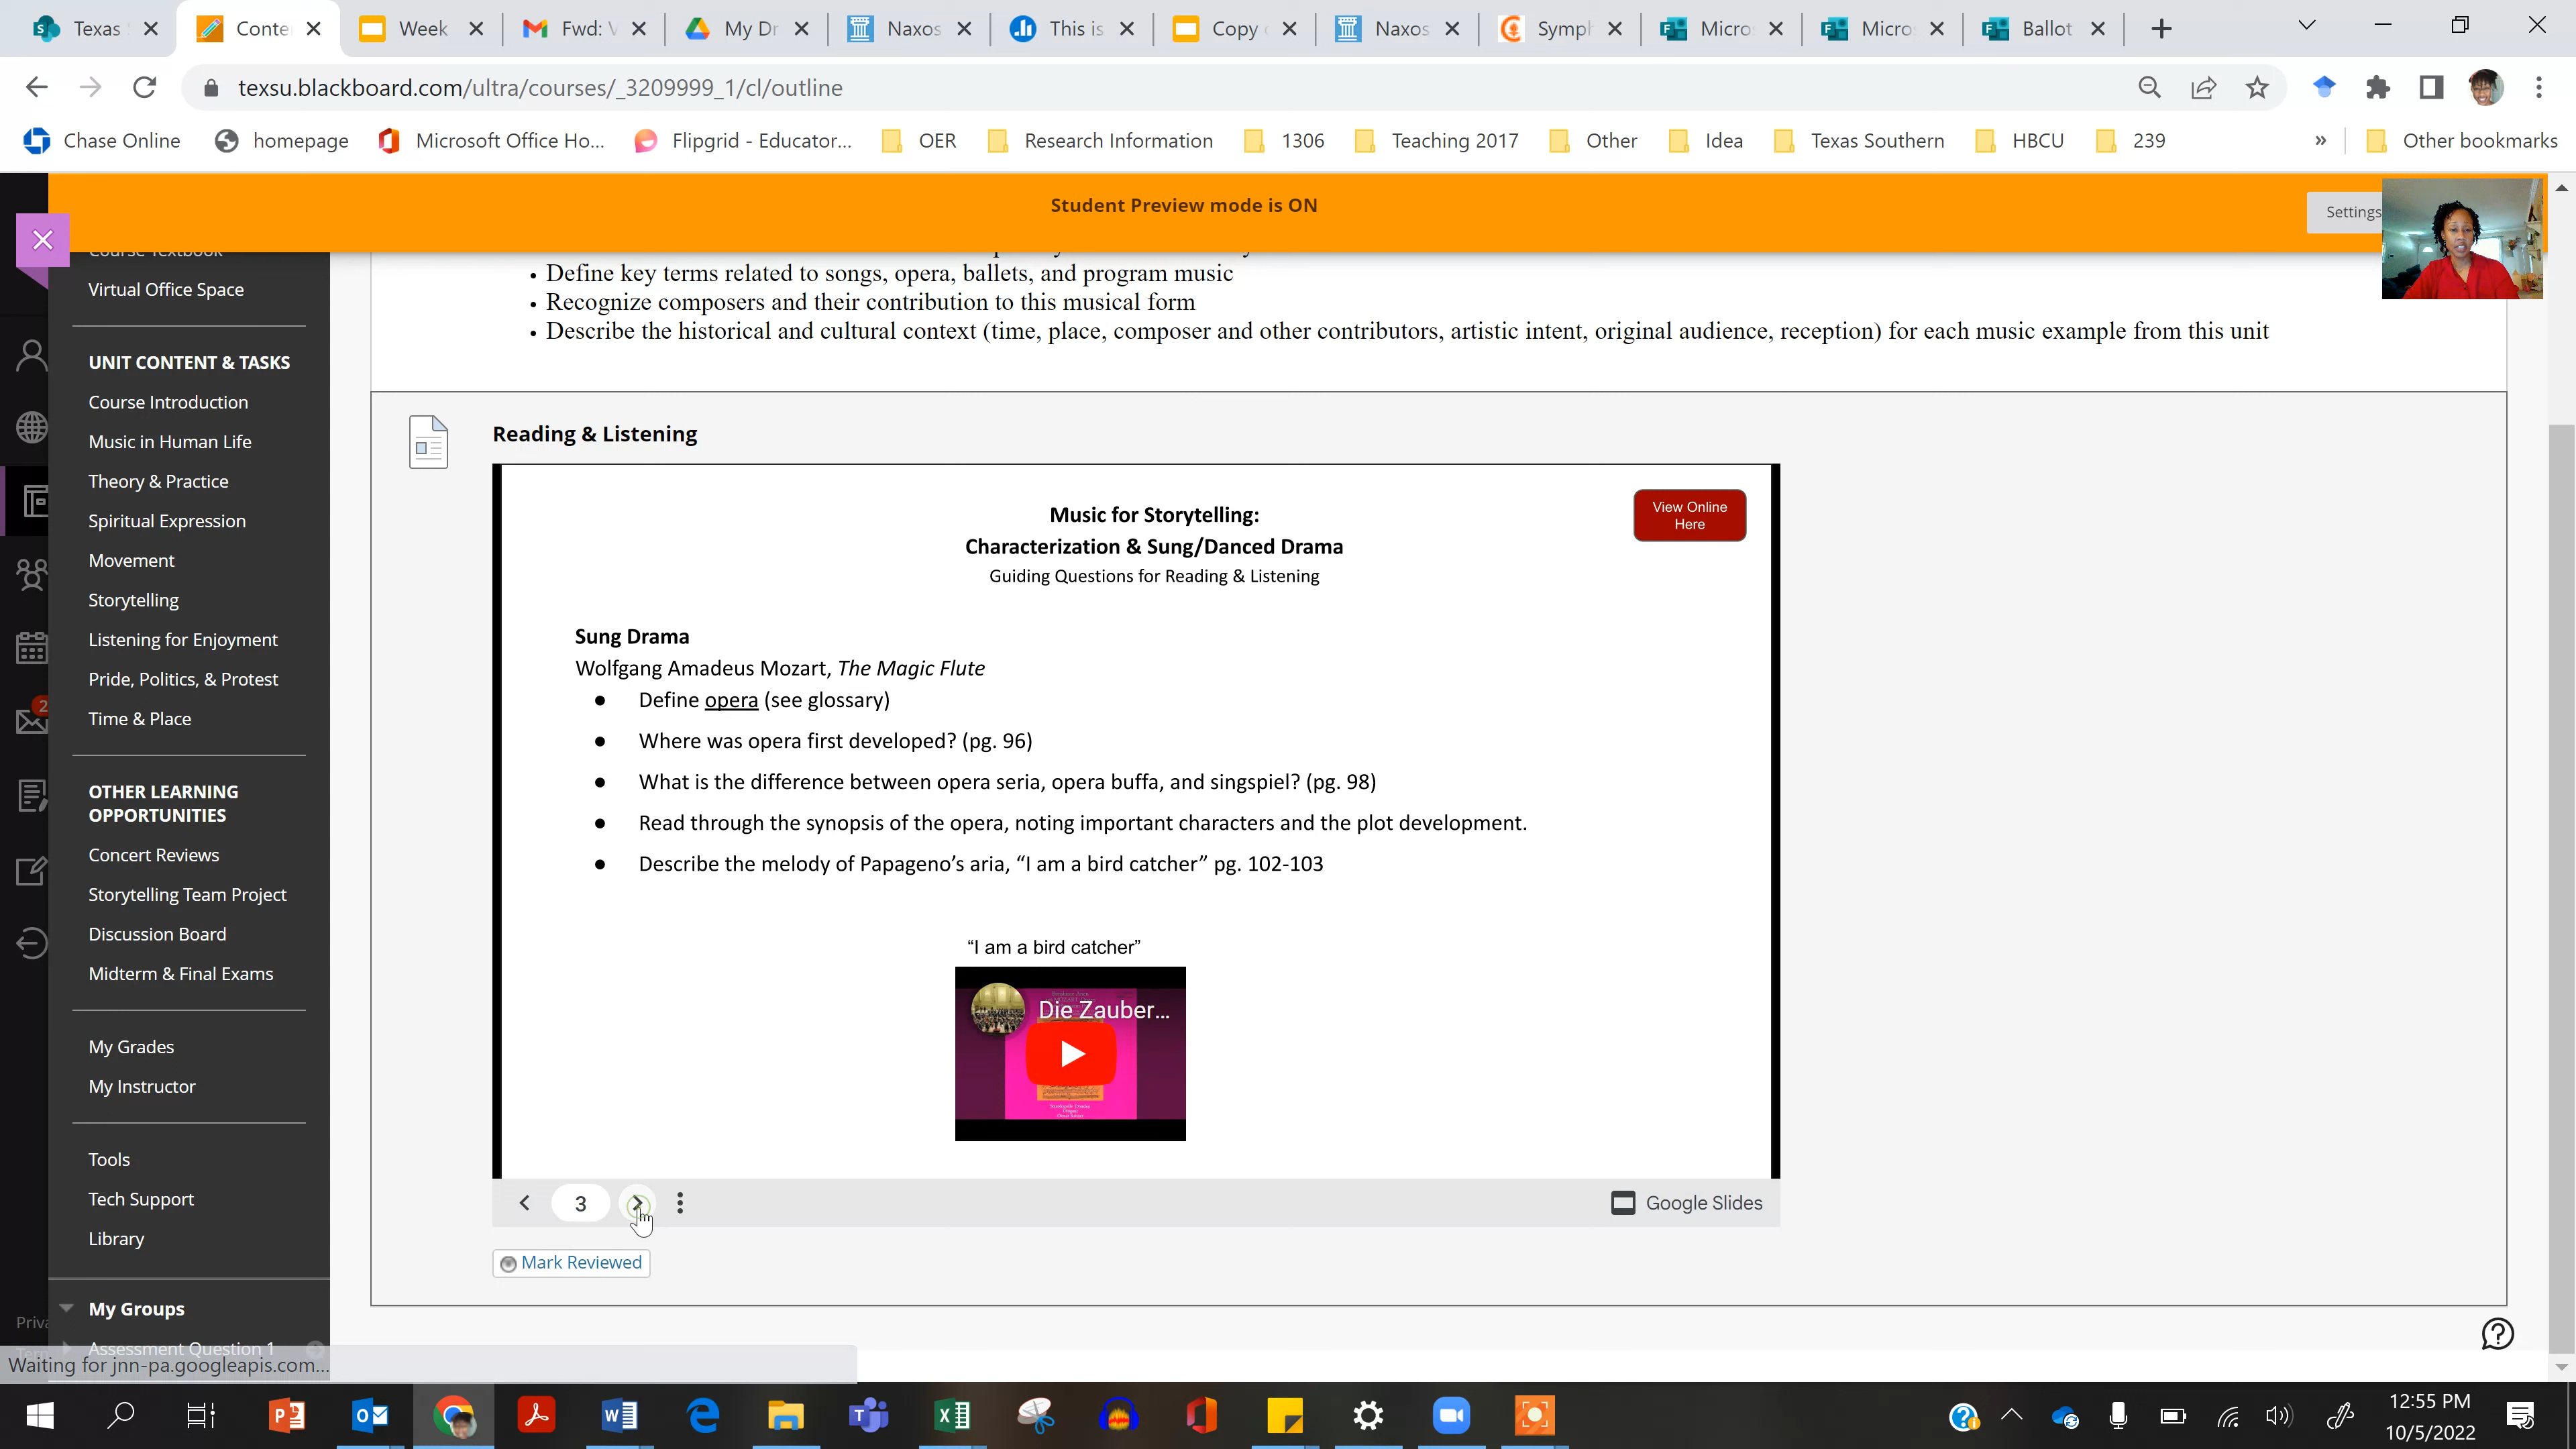 Texas
Conte
Week
Fwd: V
My Dr
Naxos
This is
Copy
Naxos
Symph
Micro
Micro
Ballot
texsu.blackboard.com/ultra/courses/_3209999_1/cl/outline
Chase Online
homepage
Microsoft Office Ho...
Flipgrid - Educator...
OER
Research Information
1306
Teaching 2017
Other
Idea
Texas Southern
HBCU
239
»
Other bookmarks
Student Preview mode is ON
Settings
Course Textbook
Virtual Office Space
UNIT CONTENT & TASKS
Course Introduction
Music in Human Life
Theory & Practice
Spiritual Expression
Movement
Storytelling
Listening for Enjoyment
Pride, Politics, & Protest
Time & Place
OTHER LEARNING
OPPORTUNITIES
Concert Reviews
Storytelling Team Project
Discussion Board
Midterm & Final Exams
My Grades
My Instructor
Tools
Tech Support
Library
My Groups
Assessment Question 1
2
Priva
Waiting for jnn-pa.googleapis.com...
• Define key terms related to songs, opera, ballets, and program music
• Recognize composers and their contribution to this musical form
• Describe the historical and cultural context (time, place, composer and other contributors, artistic intent, original audience, reception) for each music example from this unit
Reading & Listening
Music for Storytelling:
Characterization & Sung/Danced Drama
Guiding Questions for Reading & Listening
View Online
Here
Sung Drama
Wolfgang Amadeus Mozart, The Magic Flute
● Define opera (see glossary)
● Where was opera first developed? (pg. 96)
● What is the difference between opera seria, opera buffa, and singspiel? (pg. 98)
● Read through the synopsis of the opera, noting important characters and the plot development.
● Describe the melody of Papageno’s aria, “I am a bird catcher” pg. 102-103
“I am a bird catcher”
Die Zauber...
3
Google Slides
Mark Reviewed
12:55 PM
10/5/2022